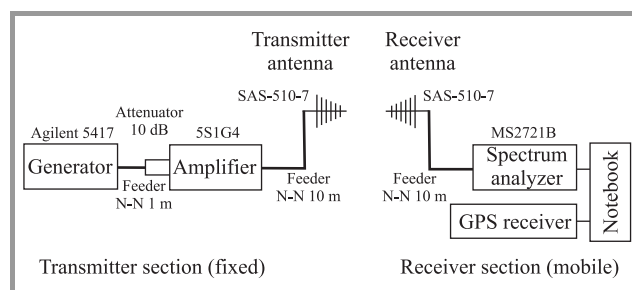 Transmitter
antenna
Receiver
antenna
SAS-510-7
SAS-510-7
Attenuator
10 dB
Agilent 5417
5S1G4
MS2721B
Generator
Amplifier
Spectrum
analyzer
Notebook
Feeder
N-N 1 m
Feeder
N-N 10 m
Feeder
N-N 10 m
GPS receiver
Transmitter section (fixed)
Receiver section (mobile)